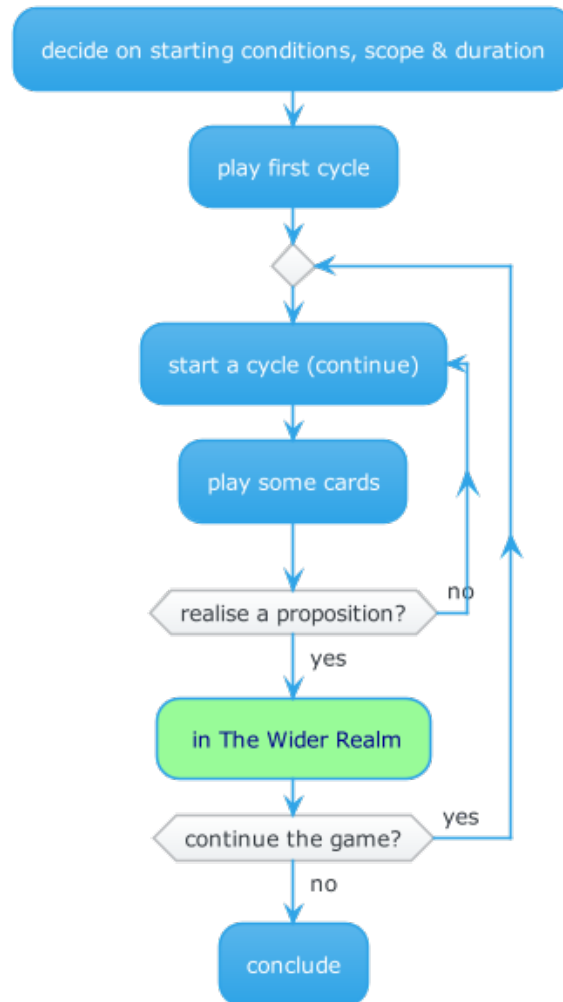 decide on starting conditions, scope & duration
play first cycle
start a cycle (continue)
play some cards
realise a proposition?
no
yes
in The Wider Realm
continue the game?
yes
no
conclude